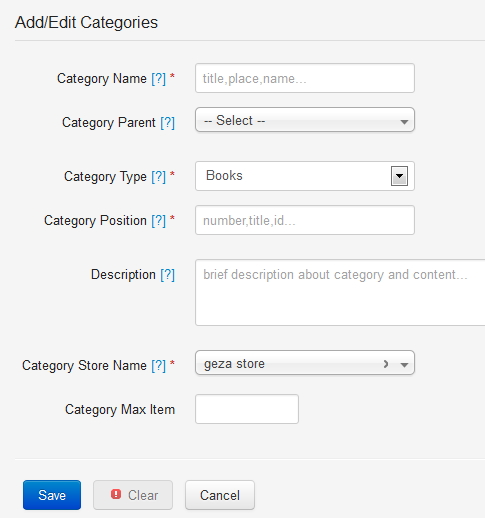 Add/Edit Categories
Category Name [?] * title,place,name...
Category Parent [?] -- Select --
Category Type [?] * Books
Category Position [?] * number,title,id...
Description [?] brief description about category and content...
Category Store Name [?] * geza store
Category Max Item
Save Clear Cancel